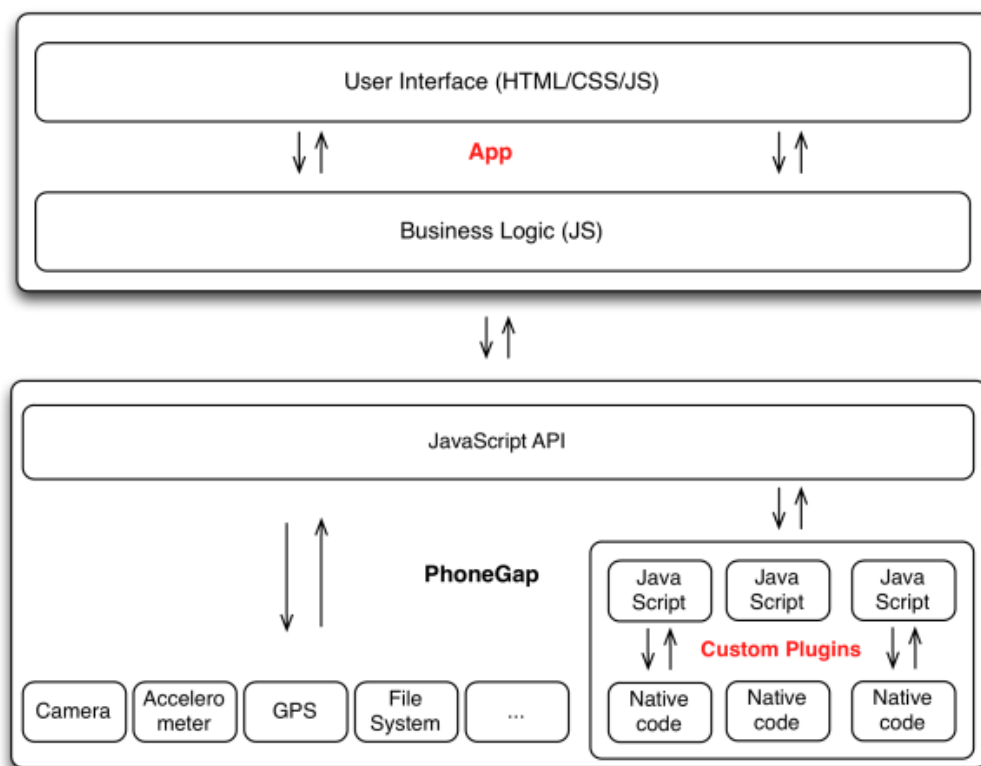 User Interface (HTML/CSS/JS)
App
Business Logic (JS)
JavaScript API
PhoneGap
Java
Script
Java
Script
Java
Script
Custom Plugins
Camera
Accelero
meter
GPS
File
System
...
Native
code
Native
code
Native
code